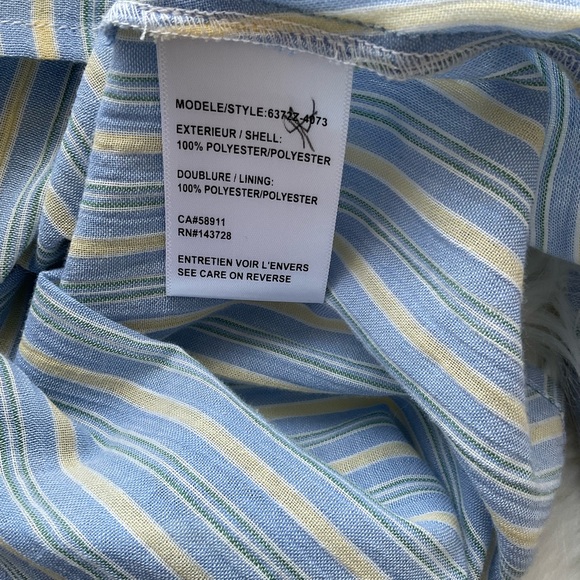 MODELE/STYLE:
EXTERIEUR / SHELL:
100% POLYESTER/POLYESTER
DOUBLURE / LINING:
100% POLYESTER/POLYESTER
CA#58911
RN#143728
ENTRETIEN VOIR L'ENVERS
SEE CARE ON REVERSE